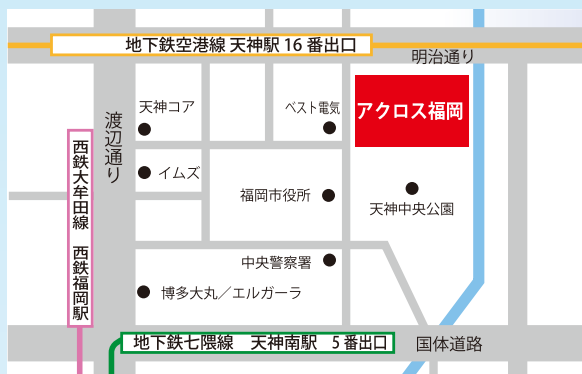 地下鉄空港線 天神駅 16 番出口
明治通り
天神コア
ベスト電気
アクロス福岡
渡辺通り
イムズ
西鉄大牟田線 西鉄福岡駅
福岡市役所
天神中央公園
中央警察署
博多大丸／エルガーラ
地下鉄七隈線 天神南駅 5 番出口
国体道路